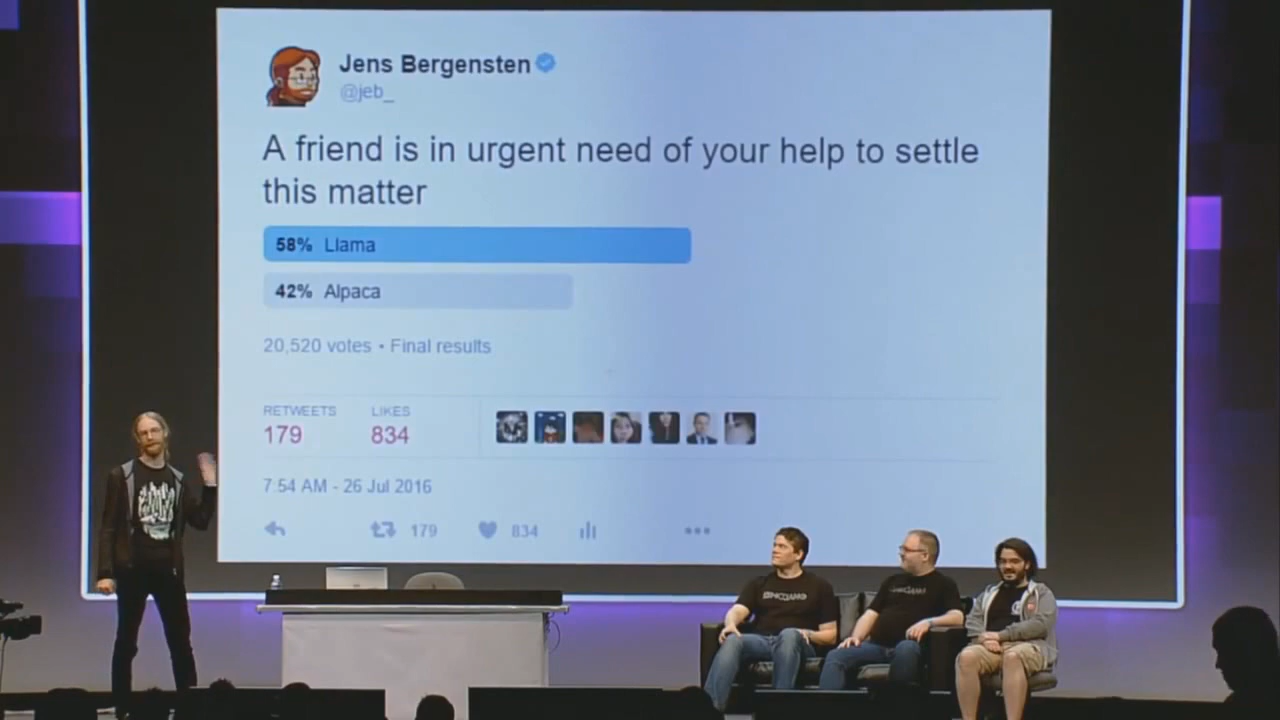 Jens Bergensten
@jeb_
A friend is in urgent need of your help to settle
this matter
58% Llama
42% Alpaca
20,520 votes • Final results
RETWEETS LIKES
179 834
7:54 AM - 26 Jul 2016
179 834